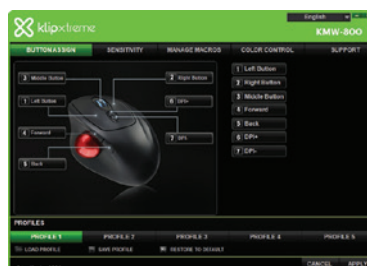 English
klipxtreme
KMW-800
BUTTON ASSIGN SENSITIVITY MANAGE MACROS COLOR CONTROL SUPPORT
3 Middle Button
2 Right Button
1 Left Button
6 DPI+
4 Forward
7 DPI-
5 Back
1 Left Button
2 Right Button
3 Middle Button
4 Forward
5 Back
6 DPI+
7 DPI-
PROFILES
PROFILE 1 PROFILE 2 PROFILE 3 PROFILE 4 PROFILE 5
LOAD PROFILE SAVE PROFILE RESTORE TO DEFAULT
CANCEL APPLY